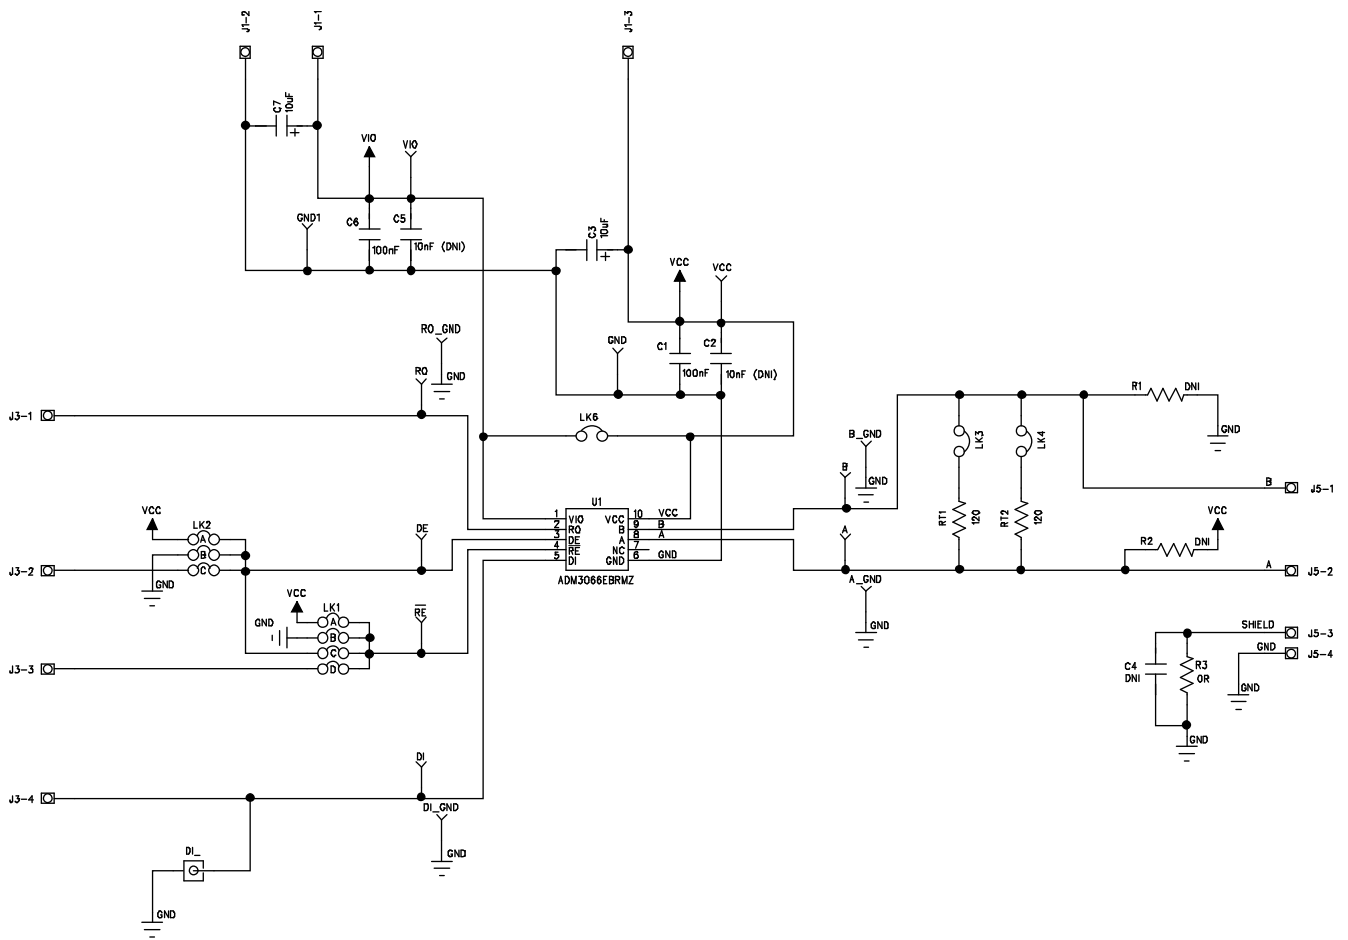 J1-2
J1-1
J1-3
C7
10uF
+
VIO
VIO
GND1
C6
100nF
C5
10nF (DNI)
C3
10uF
+
VCC
VCC
GND
C1
100nF
C2
10nF (DNI)
RO_GND
RO
GND
J3-1
LK6
R1
DNI
GND
B_GND
B
GND
LK3
LK4
B
J5-1
U1
1
2
3
4
5
VIO
RO
DE
RE
DI
VCC
B
A
NC
GND
10
9
8
7
6
VCC
B
A
GND
ADM3066EBRMZ
RT1
120
RT2
120
A
VCC
R2
DNI
A
J5-2
VCC
LK2
A
B
C
DE
J3-2
GND
VCC
LK1
GND
A
B
C
D
RE
J3-3
A_GND
GND
SHIELD
J5-3
GND
J5-4
C4
DNI
R3
0R
GND
GND
DI
J3-4
DI_GND
GND
DI_
GND